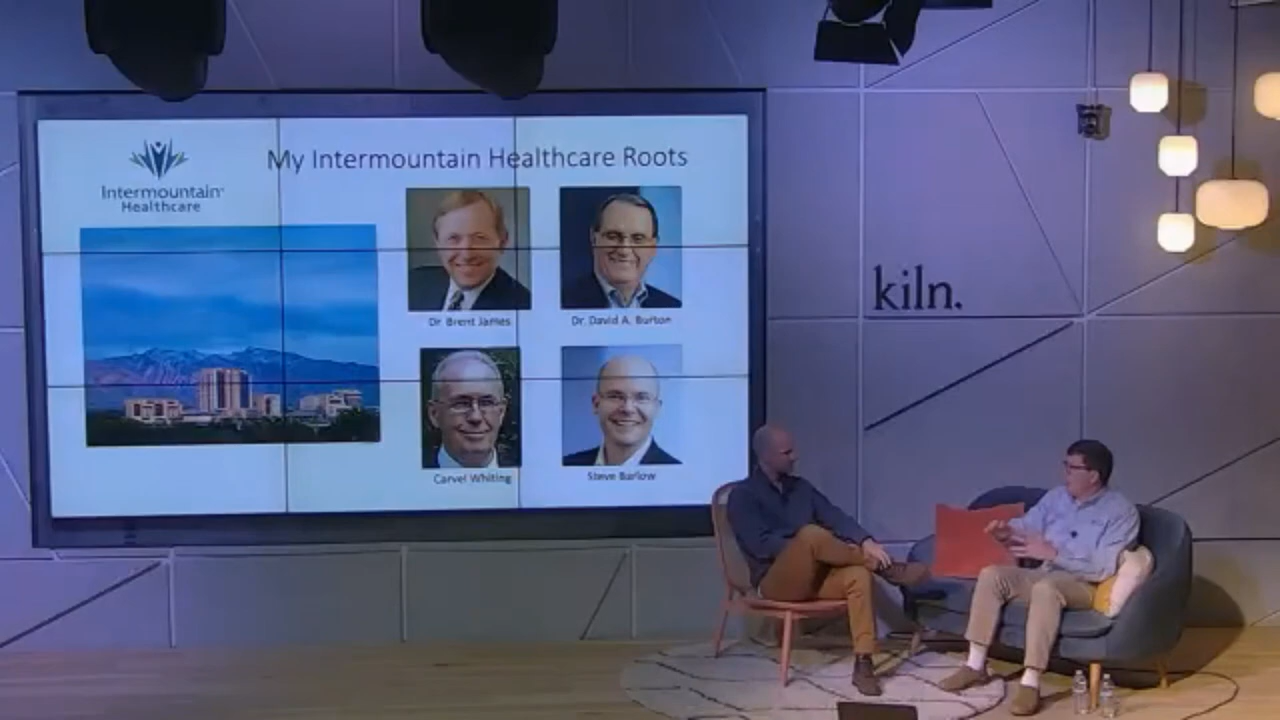 My Intermountain Healthcare Roots
Intermountain
Healthcare
Dr. Brent James
Dr. David A. Burton
Carvel Whiting
Steve Barlow
kiln.